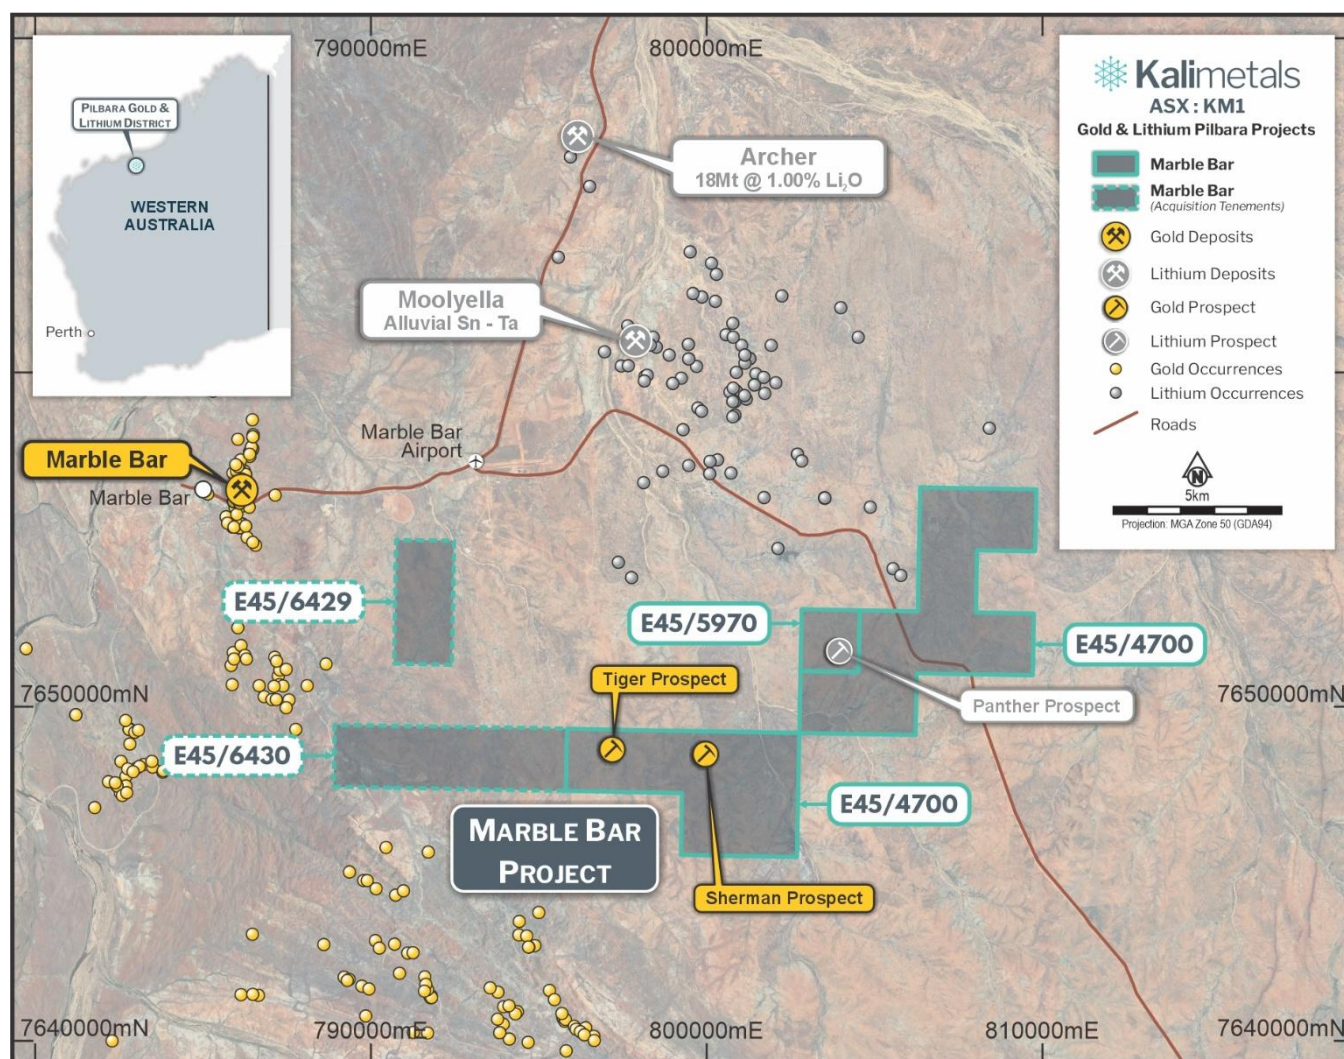 790000mE
800000mE
PILBARA GOLD &
LITHIUM DISTRICT
WESTERN
AUSTRALIA
Perth
Kalimetals
ASX : KM1
Gold & Lithium Pilbara Projects
Marble Bar
Marble Bar
(Acquisition Tenements)
Gold Deposits
Lithium Deposits
Gold Prospect
Lithium Prospect
Gold Occurrences
Lithium Occurrences
Roads
N
5km
Projection: MGA Zone 50 (GDA94)
Archer
18Mt @ 1.00% Li₂O
Moolyella
Alluvial Sn - Ta
Marble Bar
Airport
Marble Bar
Marble Bar
E45/6429
E45/5970
E45/4700
Tiger Prospect
7650000mN
Panther Prospect
7650000mN
E45/6430
E45/4700
MARBLE BAR
PROJECT
Sherman Prospect
7640000mN
790000mE
800000mE
810000mE
7640000mN